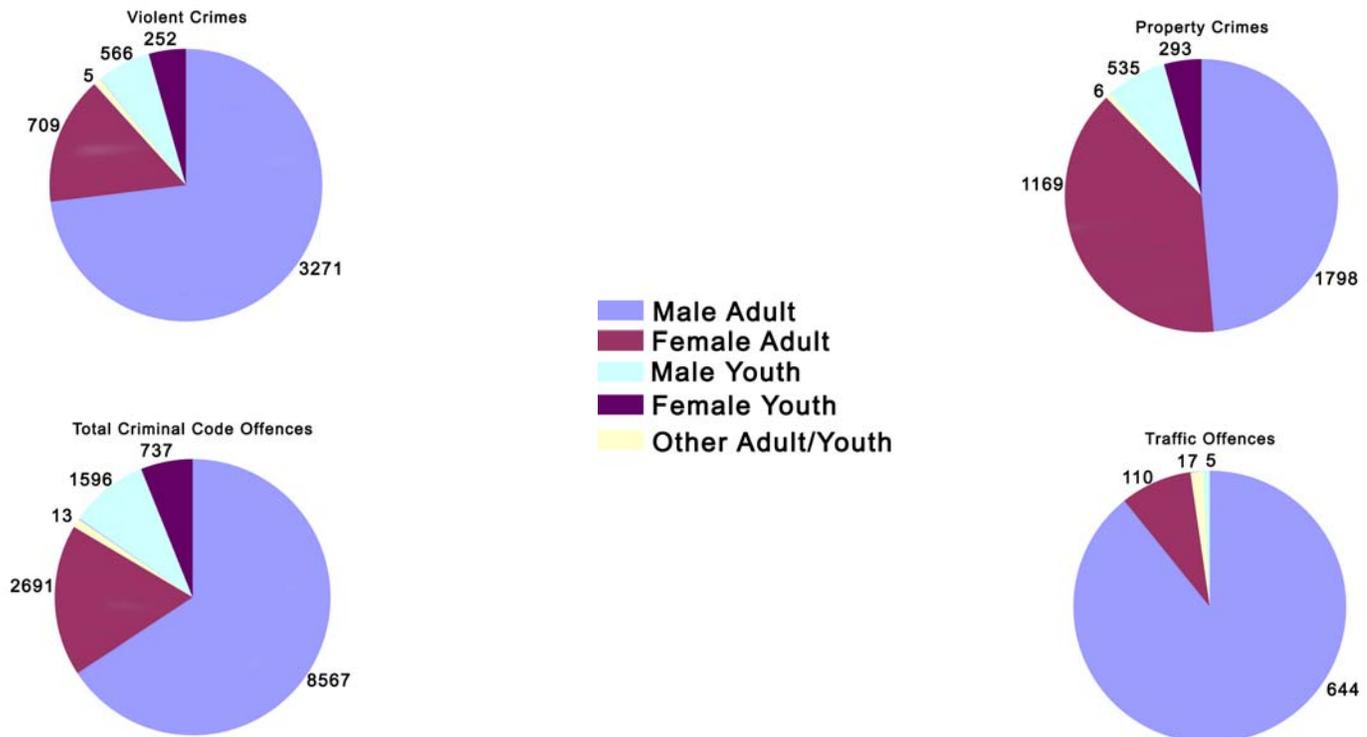 Violent Crimes
252
566
5
709
3271
Property Crimes
293
535
6
1169
1798
Male Adult
Female Adult
Male Youth
Female Youth
Other Adult/Youth
Total Criminal Code Offences
737
1596
13
2691
8567
Traffic Offences
17 5
110
644